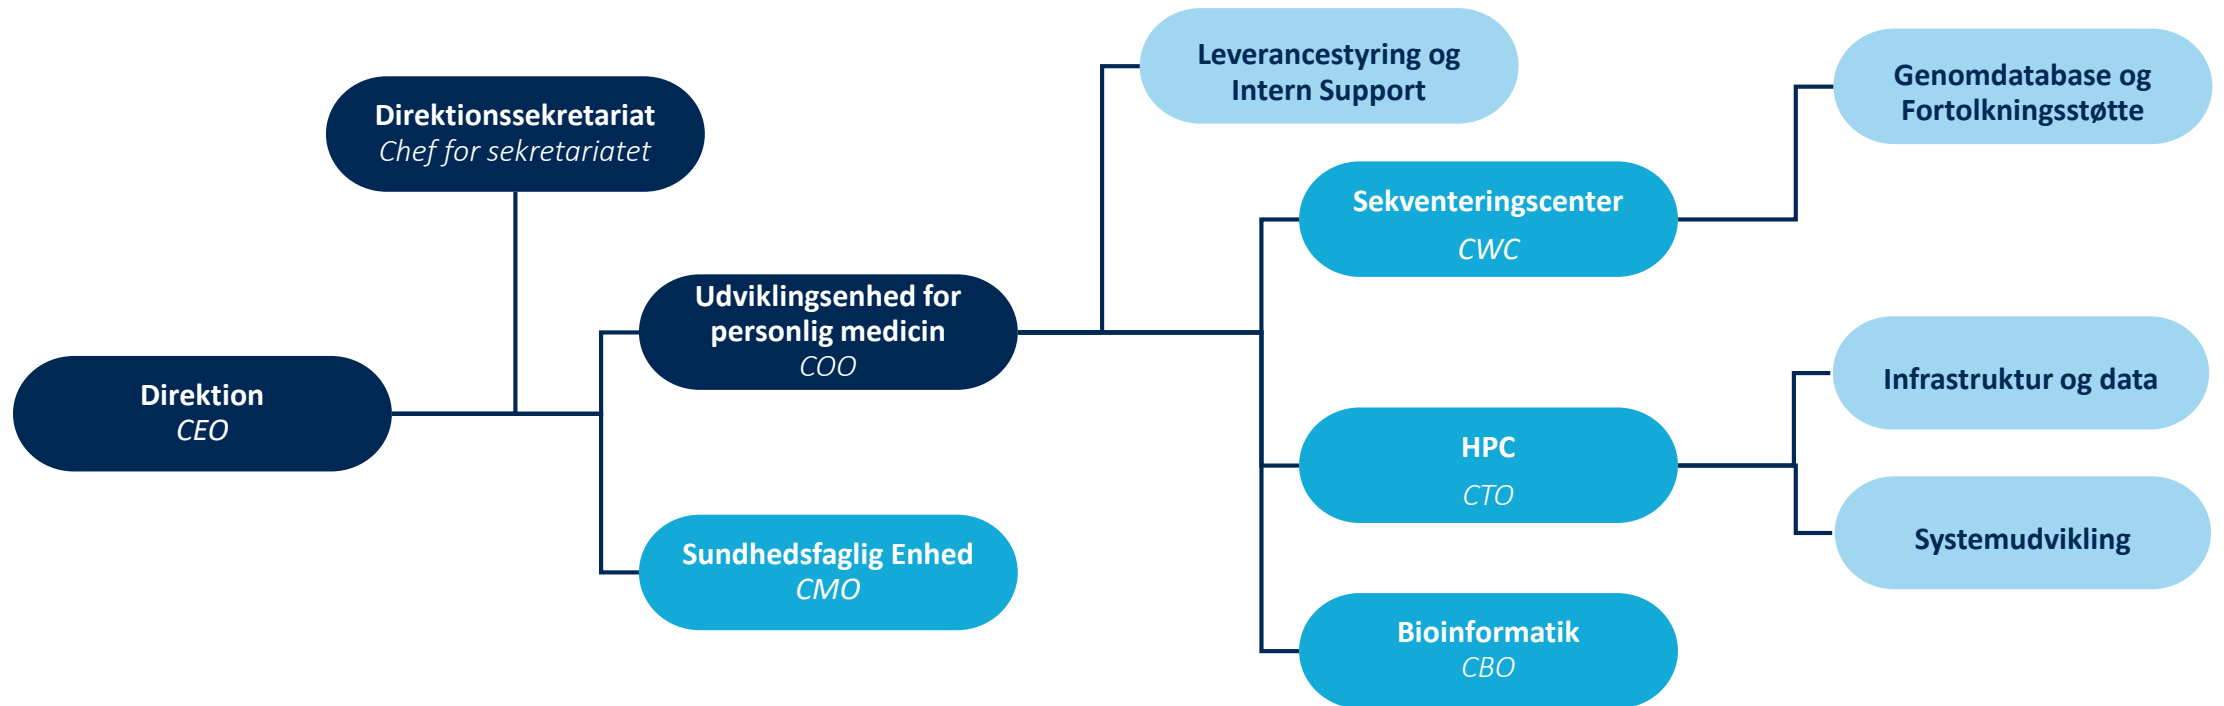 Direktion
CEO
Direktionssekretariat
Chef for sekretariatet
Udviklingsenhed for
personlig medicin
COO
Sundhedsfaglig Enhed
CMO
Leverancestyring og
Intern Support
Sekventeringscenter
CWC
HPC
CTO
Bioinformatik
CBO
Genomdatabase og
Fortolkningsstøtte
Infrastruktur og data
Systemudvikling